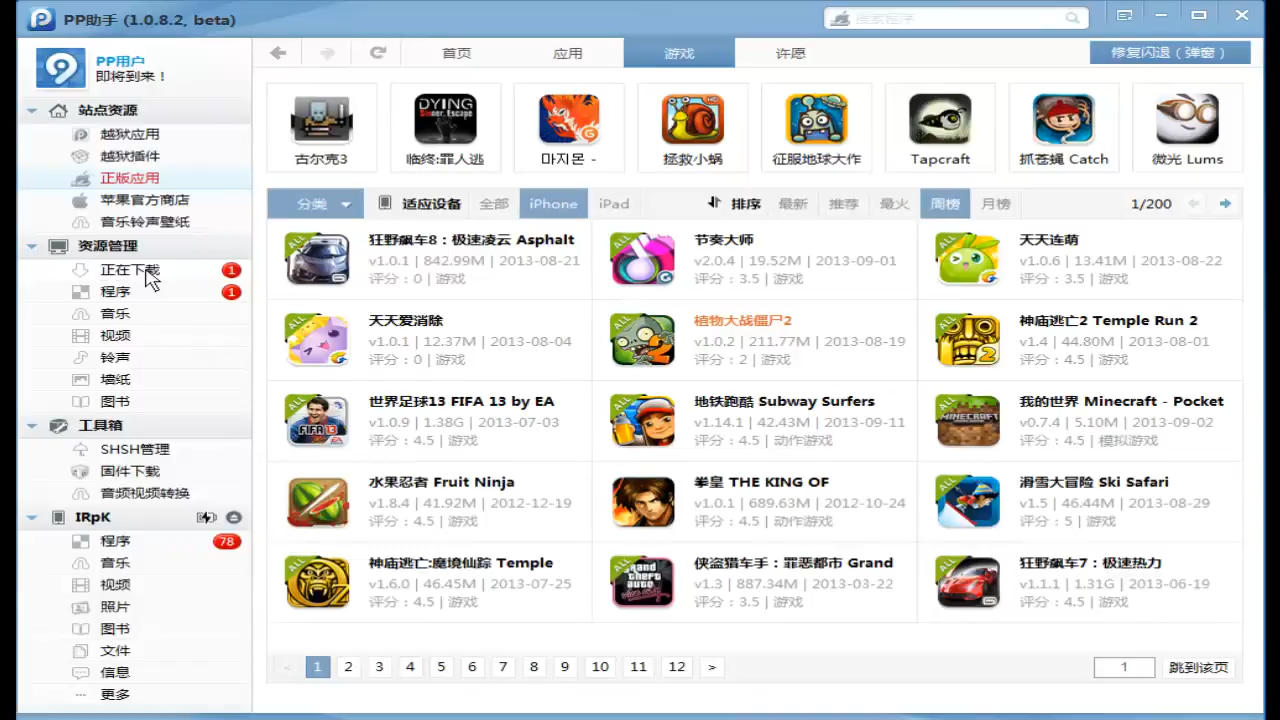 PP助手 (1.0.8.2, beta)
搜索程序
PP用户
即将到来！
首页
应用
游戏
许愿
修复闪退（弹窗）
站点资源
越狱应用
越狱插件
正版应用
苹果官方商店
音乐铃声壁纸
资源管理
正在下载
1
程序
1
音乐
视频
铃声
墙纸
图书
工具箱
SHSH管理
固件下载
音频视频转换
IRpK
程序
78
音乐
视频
照片
图书
文件
信息
更多
DYING
Sinner.Escape
古尔克3
临终:罪人逃
마지몬 -
拯救小蜗
征服地球大作
Tapcraft
抓苍蝇 Catch
微光 Lums
分类
适应设备
全部
iPhone
iPad
排序
最新
推荐
最火
周榜
月榜
1/200
狂野飙车8：极速凌云 Asphalt
v1.0.1 | 842.99M | 2013-08-21
评分：0 | 游戏
节奏大师
v2.0.4 | 19.52M | 2013-09-01
评分：3.5 | 游戏
天天连萌
v1.0.6 | 13.41M | 2013-08-22
评分：3.5 | 游戏
天天爱消除
v1.0.1 | 12.37M | 2013-08-04
评分：0 | 游戏
植物大战僵尸2
v1.0.2 | 211.77M | 2013-08-19
评分：2 | 游戏
神庙逃亡2 Temple Run 2
v1.4 | 44.80M | 2013-08-01
评分：4.5 | 游戏
世界足球13 FIFA 13 by EA
v1.0.9 | 1.38G | 2013-07-03
评分：4.5 | 游戏
地铁跑酷 Subway Surfers
v1.14.1 | 42.43M | 2013-09-11
评分：4.5 | 动作游戏
我的世界 Minecraft - Pocket
v0.7.4 | 5.10M | 2013-09-02
评分：4.5 | 模拟游戏
水果忍者 Fruit Ninja
v1.8.4 | 41.92M | 2012-12-19
评分：4.5 | 游戏
拳皇 THE KING OF
v1.0.1 | 689.63M | 2012-10-24
评分：4.5 | 动作游戏
滑雪大冒险 Ski Safari
v1.5 | 46.44M | 2013-08-29
评分：5 | 游戏
神庙逃亡:魔境仙踪 Temple
v1.6.0 | 46.45M | 2013-07-25
评分：4.5 | 游戏
侠盗猎车手：罪恶都市 Grand
v1.3 | 887.34M | 2013-03-22
评分：3.5 | 游戏
狂野飙车7：极速热力
v1.1.1 | 1.31G | 2013-06-19
评分：4.5 | 游戏
< 1 2 3 4 5 6 7 8 9 10 11 12 >
1
跳到该页